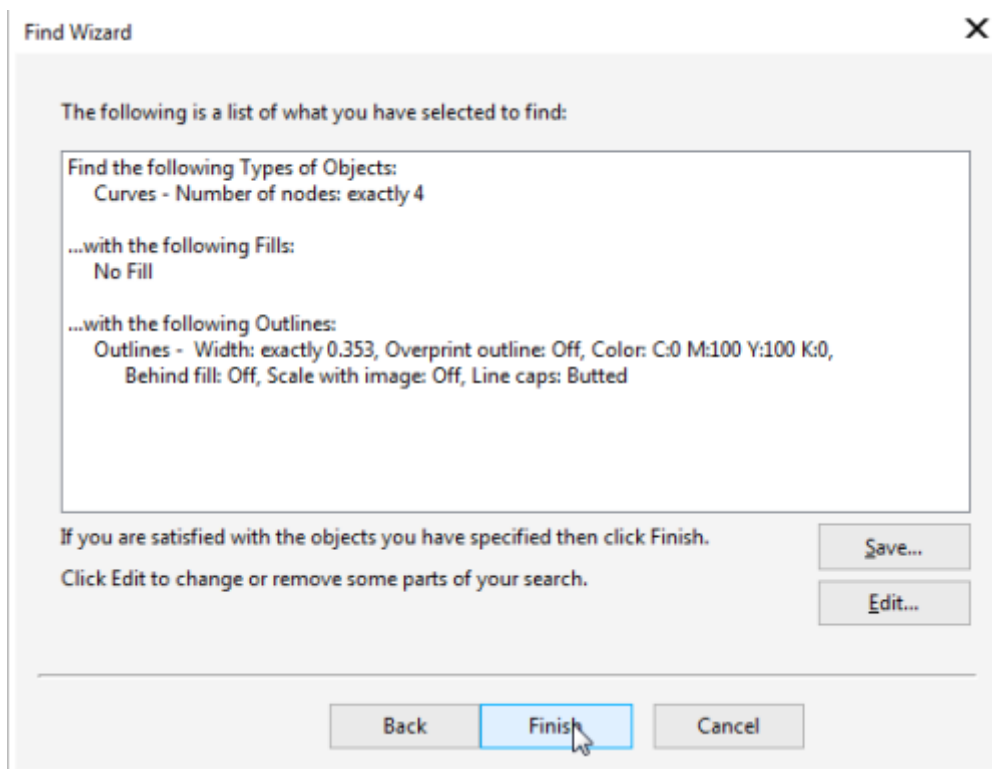 Find Wizard
The following is a list of what you have selected to find:
Find the following Types of Objects:
Curves - Number of nodes: exactly 4
...with the following Fills:
No Fill
...with the following Outlines:
Outlines -  Width: exactly 0.353, Overprint outline: Off, Color: C:0 M:100 Y:100 K:0,
Behind fill: Off, Scale with image: Off, Line caps: Butted
If you are satisfied with the objects you have specified then click Finish.
Save...
Click Edit to change or remove some parts of your search.
Edit...
Back Finish Cancel